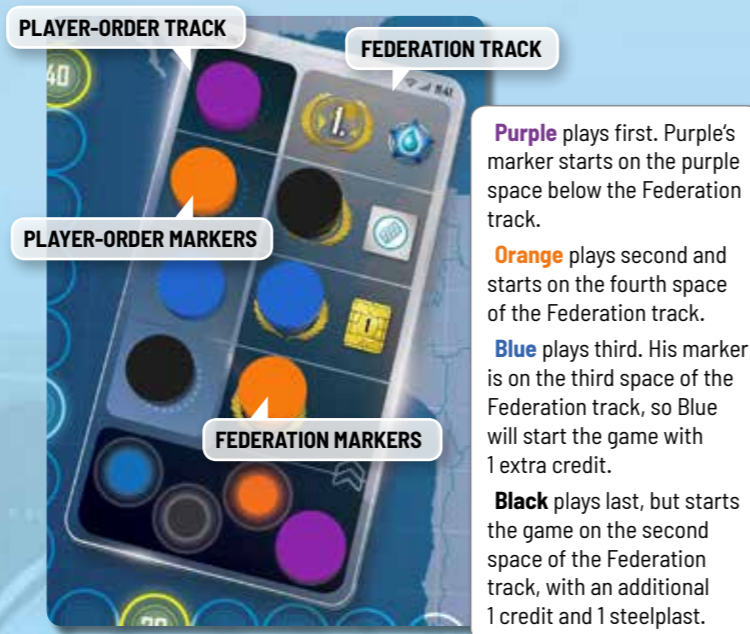 PLAYER-ORDER TRACK
FEDERATION TRACK
40
11:41
1.
PLAYER-ORDER MARKERS
1
FEDERATION MARKERS
Purple plays first. Purple's
marker starts on the purple
space below the Federation
track.
Orange plays second and
starts on the fourth space
of the Federation track.
Blue plays third. His marker
is on the third space of the
Federation track, so Blue
will start the game with
1 extra credit.
Black plays last, but starts
the game on the second
space of the Federation
track, with an additional
1 credit and 1 steelplast.